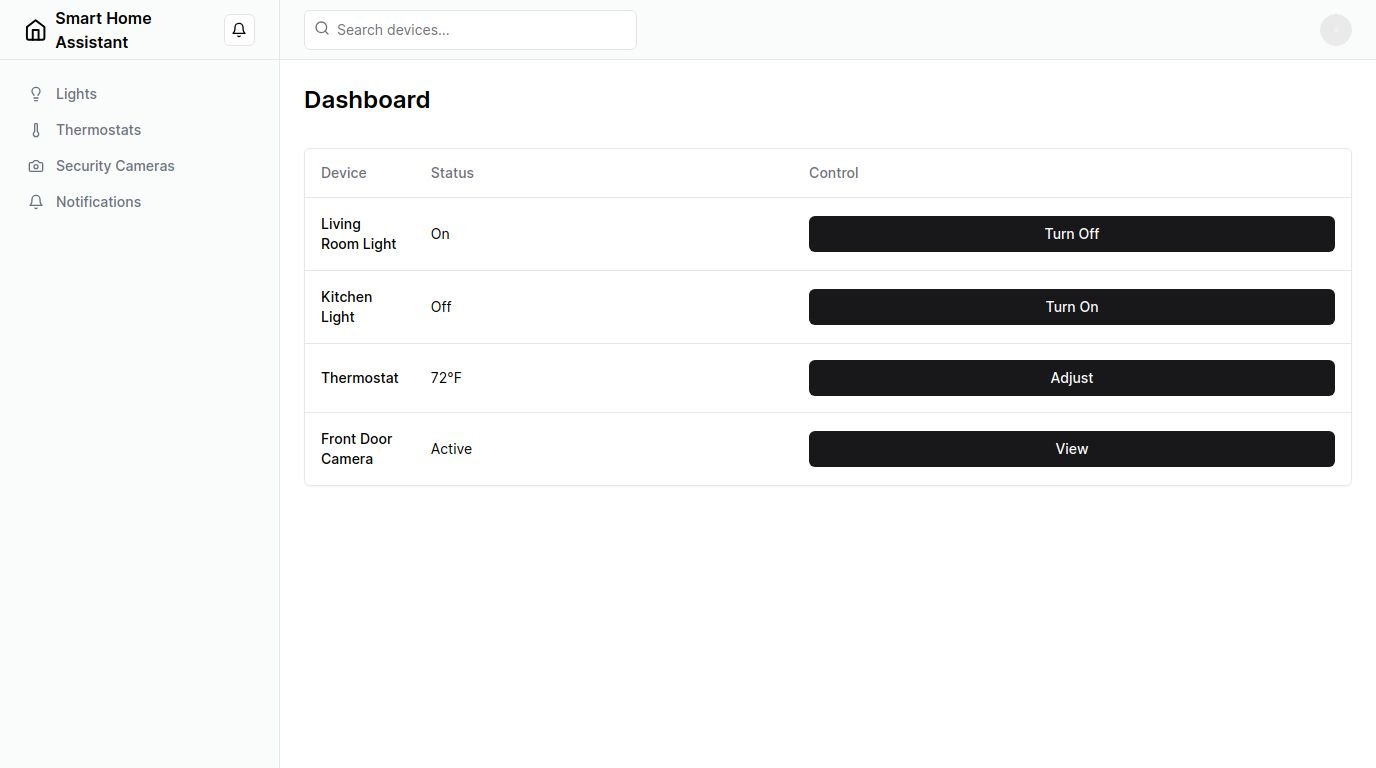 Smart Home
Assistant
Search devices...
Lights
Thermostats
Security Cameras
Notifications
Dashboard
Device Status Control
Living
Room Light
On
Turn Off
Kitchen
Light
Off
Turn On
Thermostat
72°F
Adjust
Front Door
Camera
Active
View